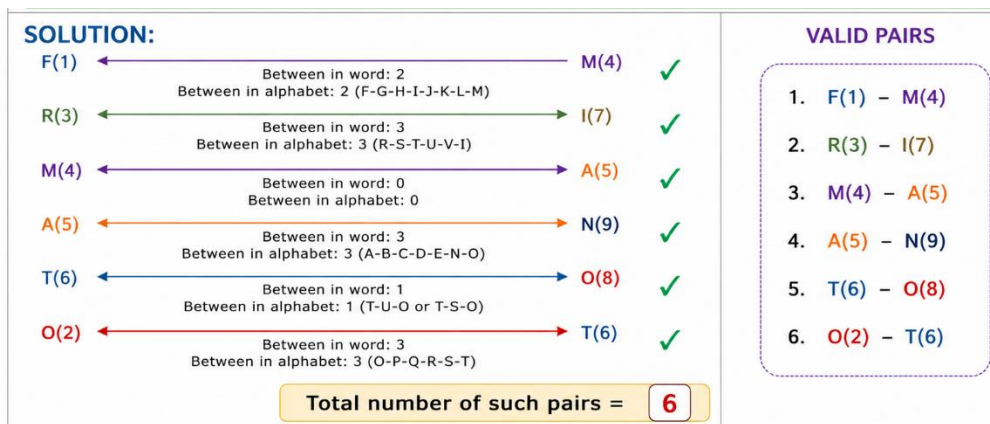 SOLUTION:
F(1) M(4) ✓
Between in word: 2
Between in alphabet: 2 (F-G-H-I-J-K-L-M)
R(3) I(7) ✓
Between in word: 3
Between in alphabet: 3 (R-S-T-U-V-I)
M(4) A(5) ✓
Between in word: 0
Between in alphabet: 0
A(5) N(9) ✓
Between in word: 3
Between in alphabet: 3 (A-B-C-D-E-N-O)
T(6) O(8) ✓
Between in word: 1
Between in alphabet: 1 (T-U-O or T-S-O)
O(2) T(6) ✓
Between in word: 3
Between in alphabet: 3 (O-P-Q-R-S-T)
Total number of such pairs = 6
VALID PAIRS
1. F(1) – M(4)
2. R(3) – I(7)
3. M(4) – A(5)
4. A(5) – N(9)
5. T(6) – O(8)
6. O(2) – T(6)